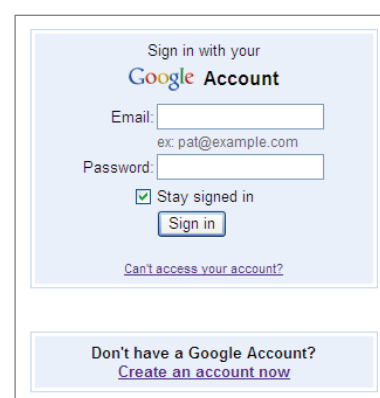 Sign in with your
Google Account
Email:
ex: pat@example.com
Password:
Stay signed in
Sign in
Can't access your account?
Don't have a Google Account?
Create an account now